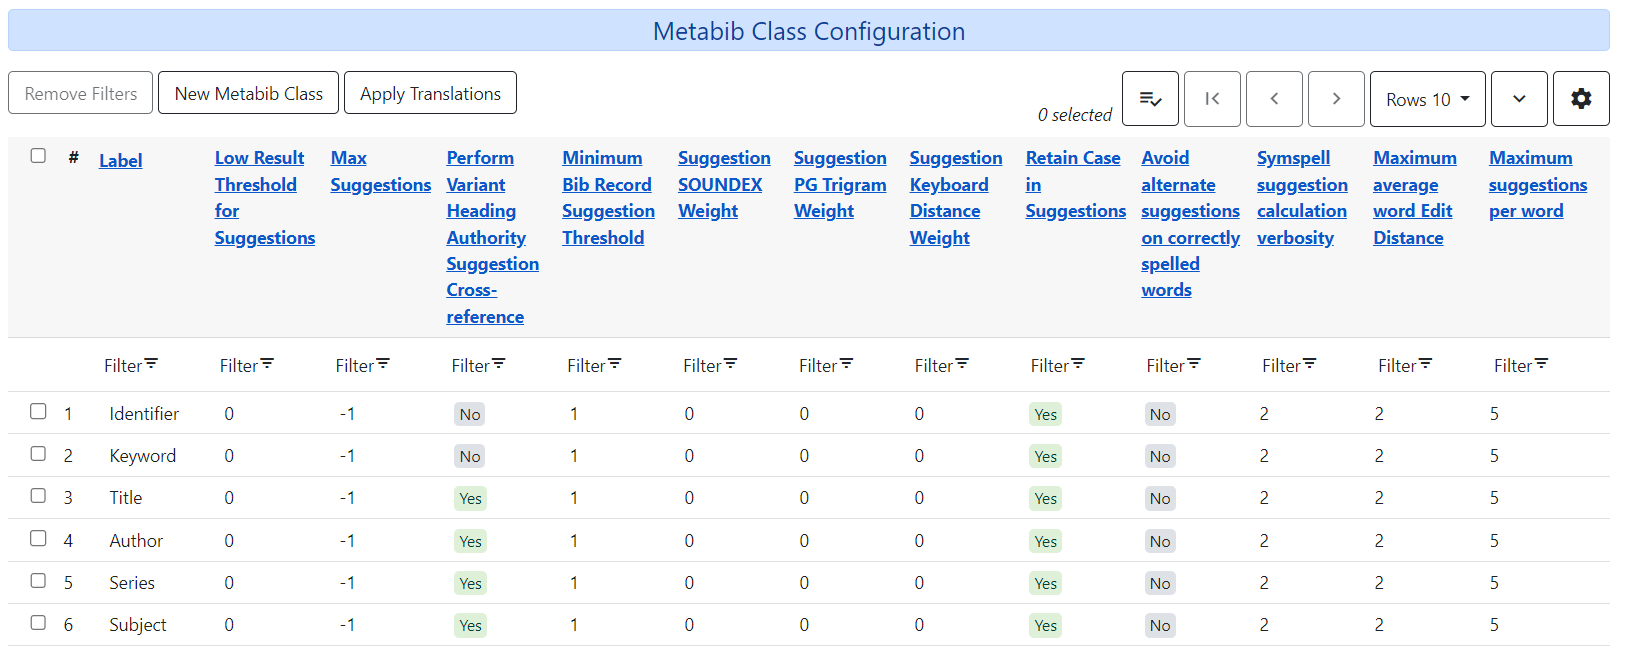 Metabib Class Configuration
Remove Filters
New Metabib Class
Apply Translations
0 selected
Rows 10
#
Label
Low Result
Threshold
for
Suggestions
Max
Suggestions
Perform
Variant
Heading
Authority
Suggestion
Cross-
reference
Minimum
Bib Record
Suggestion
Threshold
Suggestion
SOUNDEX
Weight
Suggestion
PG Trigram
Weight
Suggestion
Keyboard
Distance
Weight
Retain Case
in
Suggestions
Avoid
alternate
suggestions
on correctly
spelled
words
Symspell
suggestion
calculation
verbosity
Maximum
average
word Edit
Distance
Maximum
suggestions
per word
Filter Filter Filter Filter Filter Filter Filter Filter Filter Filter Filter Filter Filter
1 Identifier 0 -1 No 1 0 0 0 Yes No 2 2 5
2 Keyword 0 -1 No 1 0 0 0 Yes No 2 2 5
3 Title 0 -1 Yes 1 0 0 0 Yes No 2 2 5
4 Author 0 -1 Yes 1 0 0 0 Yes No 2 2 5
5 Series 0 -1 Yes 1 0 0 0 Yes No 2 2 5
6 Subject 0 -1 Yes 1 0 0 0 Yes No 2 2 5